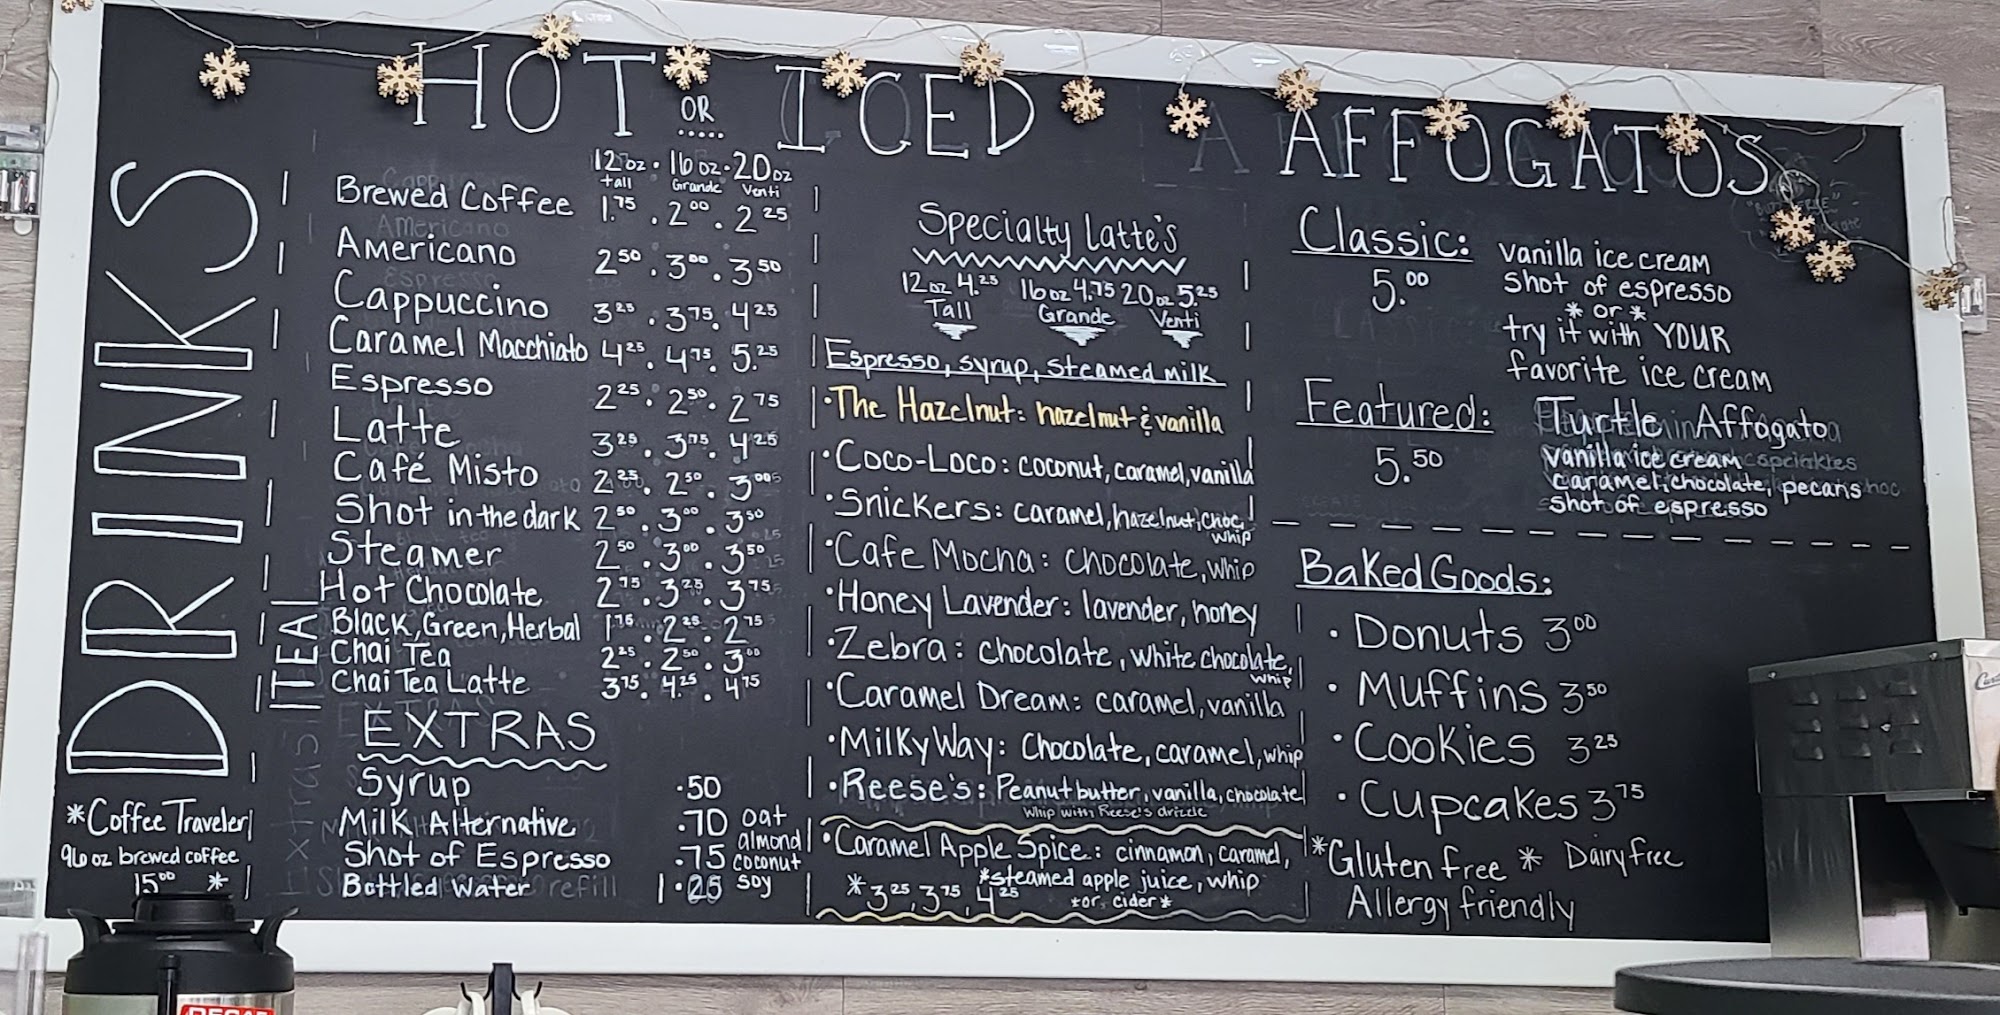 HOT OR ICED
DRINKS
12oz • 16oz • 20oz
tall Grande Venti
Brewed Coffee 1.75 . 2.00 . 2.25
Americano 2.50 . 3.00 . 3.50
Cappuccino 3.25 . 3.75 . 4.25
Caramel Macchiato 4.25 . 4.75 . 5.25
Espresso 2.25 . 2.50 . 2.75
Latte 3.25 . 3.75 . 4.25
Café Misto 2.25 . 2.50 . 3.00
Shot in the dark 2.50 . 3.00 . 3.50
Steamer 2.50 . 3.00 . 3.50
Hot Chocolate 2.75 . 3.25 . 3.75
TEA
Black, Green, Herbal 1.75 . 2.25 . 2.75
Chai Tea 2.25 . 2.50 . 3.00
Chai Tea Latte 3.75 . 4.25 . 4.75
EXTRAS
Syrup .50
Milk Alternative .70 oat
almond
coconut
soy
Shot of Espresso .75
Bottled Water 1.25
*Coffee Traveler
96 oz brewed coffee
15.00 *
Specialty Latte's
12oz 4.25 16oz 4.75 20oz 5.25
Tall Grande Venti
Espresso, syrup, steamed milk
•The Hazelnut: hazelnut & vanilla
•Coco-Loco: coconut, caramel, vanilla
•Snickers: caramel, hazelnut, choc,
whip
•Cafe Mocha: chocolate, whip
•Honey Lavender: lavender, honey
•Zebra: chocolate, white chocolate,
whip
•Caramel Dream: caramel, vanilla
•Milky Way: Chocolate, caramel, whip
•Reese's: Peanut butter, vanilla, chocolate
Whip with Reese's drizzle
•Caramel Apple Spice: cinnamon, caramel,
*steamed apple juice, whip
*or cider*
*3.25, 3.75, 4.25
AFFOGATOS
Classic: vanilla ice cream
5.00 shot of espresso
* or *
try it with YOUR
favorite ice cream
Featured: Turtle Affogato
5.50 vanilla ice cream
caramel, chocolate, pecans
shot of espresso
Baked Goods:
• Donuts 3.00
• Muffins 3.50
• Cookies 3.25
• Cupcakes 3.75
*Gluten free * Dairy free
Allergy friendly